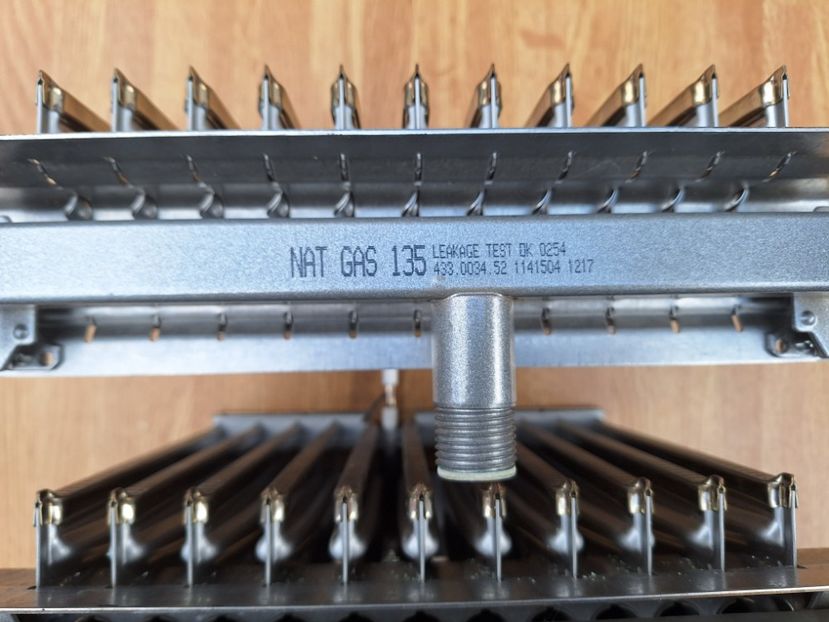 NAT GAS 135
LEAKAGE TEST OK 0254
433.0034.52 1141504 1217